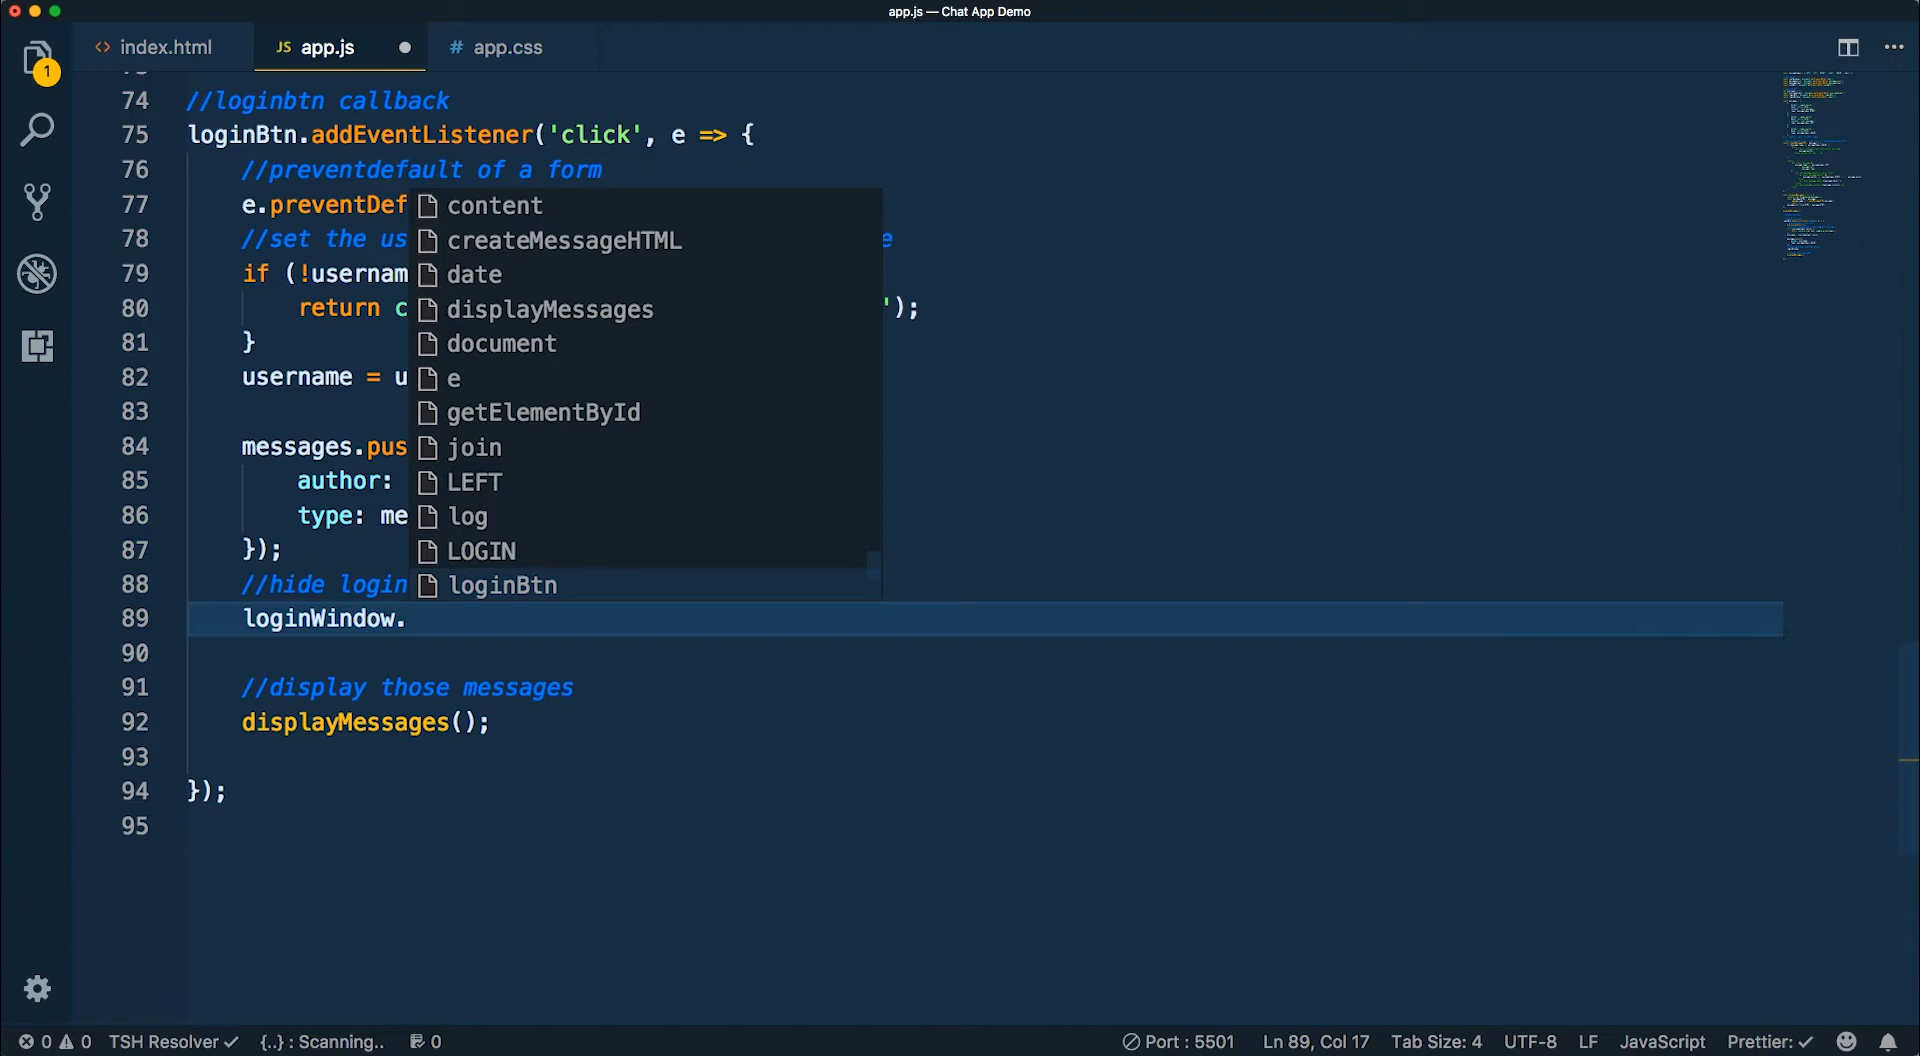 app.js — Chat App Demo
<> index.html
JS app.js
# app.css
1
74 //loginbtn callback
75 loginBtn.addEventListener('click', e => {
76 //preventdefault of a form
77 e.preventDef
78 //set the us e
79 if (!usernam
80 return c ');
81 }
82 username = u
83
84 messages.pus
85 author:
86 type: me
87 });
88 //hide login
89 loginWindow.
90
91 //display those messages
92 displayMessages();
93
94 });
95
content
createMessageHTML
date
displayMessages
document
e
getElementById
join
LEFT
log
LOGIN
loginBtn
0 0 TSH Resolver ✓ {..} : Scanning.. 0 Port : 5501 Ln 89, Col 17 Tab Size: 4 UTF-8 LF JavaScript Prettier: ✓